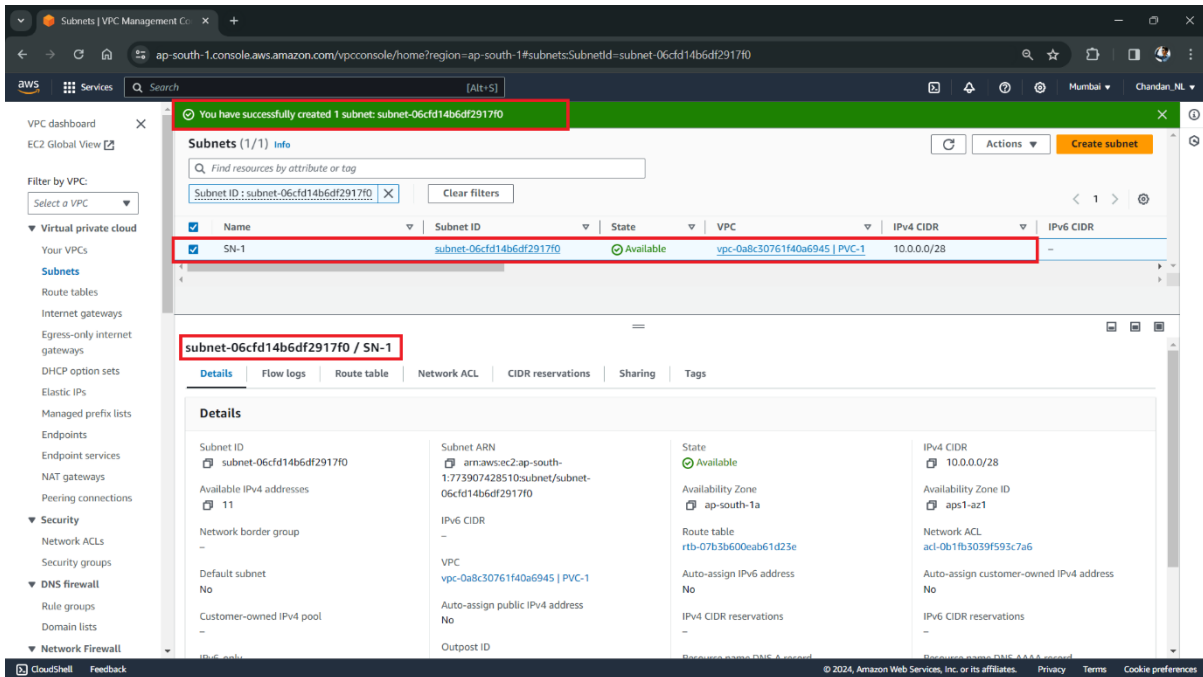 Subnets | VPC Management Co
ap-south-1.console.aws.amazon.com/vpcconsole/home?region=ap-south-1#subnets:SubnetId=subnet-06cfd14b6df2917f0
aws Services Search [Alt+S] Mumbai Chandan_NL
You have successfully created 1 subnet: subnet-06cfd14b6df2917f0
VPC dashboard
EC2 Global View
Filter by VPC:
Select a VPC
Virtual private cloud
Your VPCs
Subnets
Route tables
Internet gateways
Egress-only internet
gateways
DHCP option sets
Elastic IPs
Managed prefix lists
Endpoints
Endpoint services
NAT gateways
Peering connections
Security
Network ACLs
Security groups
DNS firewall
Rule groups
Domain lists
Network Firewall
Subnets (1/1) Info
Actions Create subnet
Find resources by attribute or tag
Subnet ID : subnet-06cfd14b6df2917f0 Clear filters
1
Name Subnet ID State VPC IPv4 CIDR IPv6 CIDR
SN-1 subnet-06cfd14b6df2917f0 Available vpc-0a8c30761f40a6945 | PVC-1 10.0.0.0/28 –
subnet-06cfd14b6df2917f0 / SN-1
Details Flow logs Route table Network ACL CIDR reservations Sharing Tags
Details
Subnet ID
subnet-06cfd14b6df2917f0
Available IPv4 addresses
11
Network border group
–
Default subnet
No
Customer-owned IPv4 pool
–
IPv6-only
Subnet ARN
arn:aws:ec2:ap-south-
1:773907428510:subnet/subnet-
06cfd14b6df2917f0
IPv6 CIDR
–
VPC
vpc-0a8c30761f40a6945 | PVC-1
Auto-assign public IPv4 address
No
Outpost ID
State
Available
Availability Zone
ap-south-1a
Route table
rtb-07b3b600eab61d23e
Auto-assign IPv6 address
No
IPv4 CIDR reservations
–
Resource name DNS A record
IPv4 CIDR
10.0.0.0/28
Availability Zone ID
aps1-az1
Network ACL
acl-0b1fb3039f593c7a6
Auto-assign customer-owned IPv4 address
No
IPv6 CIDR reservations
–
Resource name DNS AAAA record
CloudShell Feedback © 2024, Amazon Web Services, Inc. or its affiliates. Privacy Terms Cookie preferences